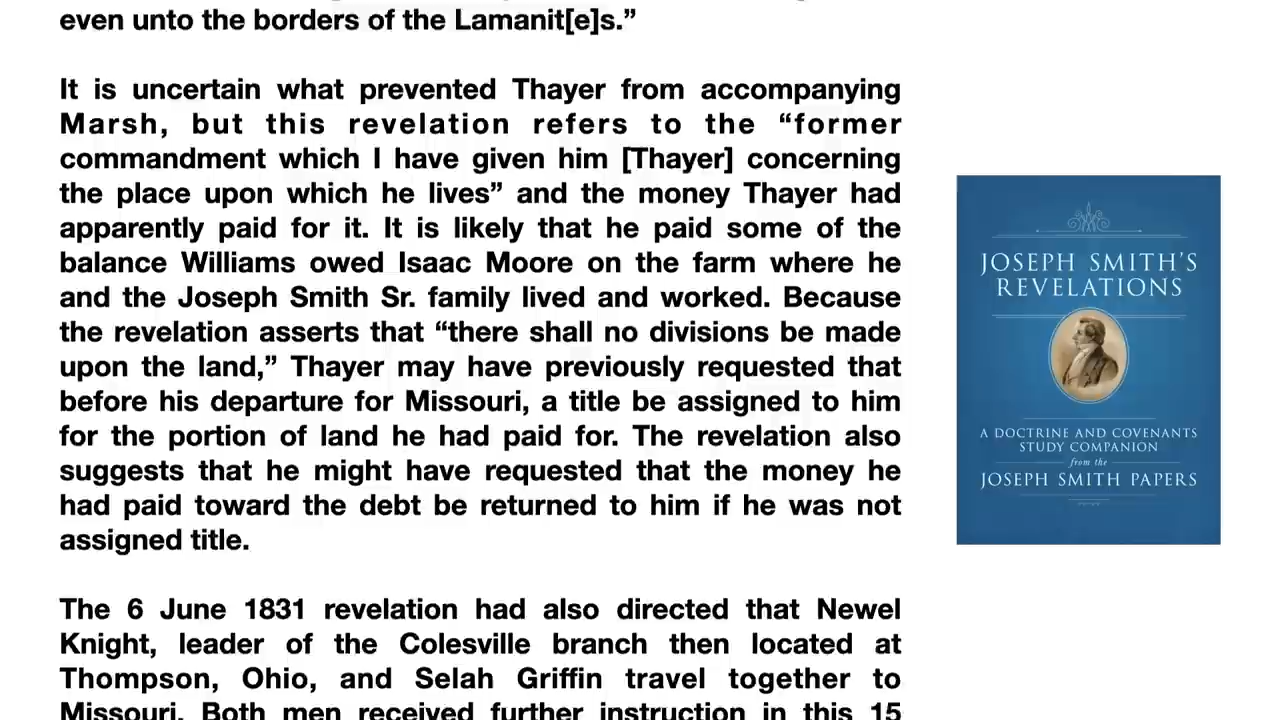 even unto the borders of the Lamanit[e]s.”
It is uncertain what prevented Thayer from accompanying
Marsh, but this revelation refers to the “former
commandment which I have given him [Thayer] concerning
the place upon which he lives” and the money Thayer had
apparently paid for it. It is likely that he paid some of the
balance Williams owed Isaac Moore on the farm where he
and the Joseph Smith Sr. family lived and worked. Because
the revelation asserts that “there shall no divisions be made
upon the land,” Thayer may have previously requested that
before his departure for Missouri, a title be assigned to him
for the portion of land he had paid for. The revelation also
suggests that he might have requested that the money he
had paid toward the debt be returned to him if he was not
assigned title.
The 6 June 1831 revelation had also directed that Newel
Knight, leader of the Colesville branch then located at
Thompson, Ohio, and Selah Griffin travel together to
Missouri. Both men received further instruction in this 15
JOSEPH SMITH’S
REVELATIONS
A DOCTRINE AND COVENANTS
STUDY COMPANION
from the
JOSEPH SMITH PAPERS